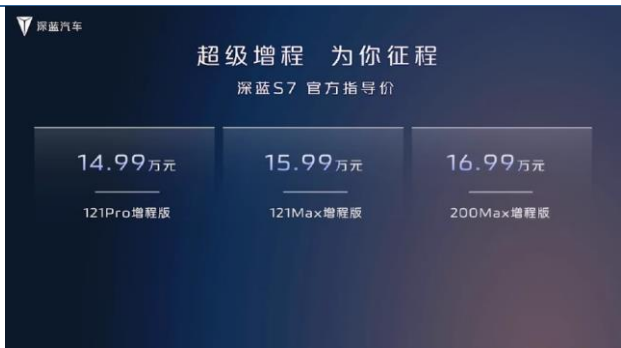 深蓝汽车
超级增程 为你征程
深蓝S7 官方指导价
14.99万元
15.99万元
16.99万元
121Pro增程版
121Max增程版
200Max增程版